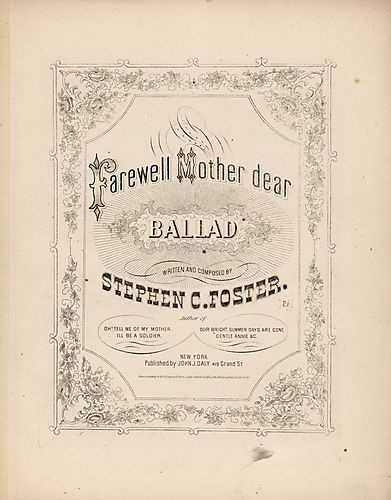 Farewell Mother dear
BALLAD
WRITTEN AND COMPOSED BY
STEPHEN C. FOSTER.
Author of
OH! TELL ME OF MY MOTHER. OUR BRIGHT SUMMER DAYS ARE GONE.
I'LL BE A SOLDIER. GENTLE ANNIE &C.
NEW YORK
Published by JOHN J. DALY 419 Grand St.